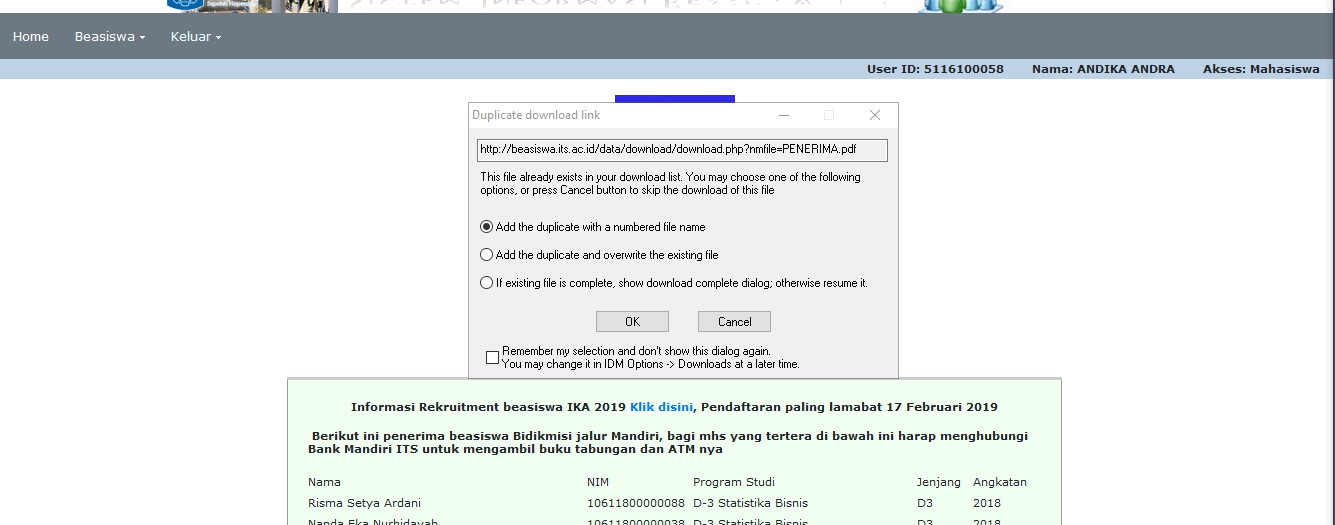 Home Beasiswa Keluar
User ID: 5116100058 Nama: ANDIKA ANDRA Akses: Mahasiswa
Duplicate download link
http://beasiswa.its.ac.id/data/download/download.php?nmfile=PENERIMA.pdf
This file already exists in your download list. You may choose one of the following
options, or press Cancel button to skip the download of this file
Add the duplicate with a numbered file name
Add the duplicate and overwrite the existing file
If existing file is complete, show download complete dialog; otherwise resume it.
OK Cancel
Remember my selection and don't show this dialog again.
You may change it in IDM Options -> Downloads at a later time.
Informasi Rekruitment beasiswa IKA 2019 Klik disini, Pendaftaran paling lamabat 17 Februari 2019
Berikut ini penerima beasiswa Bidikmisi jalur Mandiri, bagi mhs yang tertera di bawah ini harap menghubungi
Bank Mandiri ITS untuk mengambil buku tabungan dan ATM nya
Nama NIM Program Studi Jenjang Angkatan
Risma Setya Ardani 10611800000088 D-3 Statistika Bisnis D3 2018
Nanda Eka Nurhidayah 10611800000038 D-3 Statistika Bisnis D3 2018